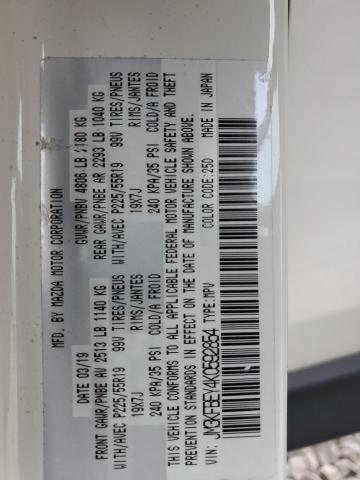 MFD. BY MAZDA MOTOR CORPORATION
DATE 03/19 GVWR/PNBV 4806 LB 2180 KG
FRONT GAWR/PNBE AV 2513 LB 1140 KG REAR GAWR/PNBE AR 2293 LB 1040 KG
WITH/AVEC P225/55R19 99V TIRES/PNEUS WITH/AVEC P225/55R19 99V TIRES/PNEUS
19X7J RIMS/JANTES 19X7J RIMS/JANTES
240 KPA/35 PSI COLD/A FROID 240 KPA/35 PSI COLD/A FROID
THIS VEHICLE CONFORMS TO ALL APPLICABLE FEDERAL MOTOR VEHICLE SAFETY AND THEFT
PREVENTION STANDARDS IN EFFECT ON THE DATE OF MANUFACTURE SHOWN ABOVE.
COLOR CODE: 25D MADE IN JAPAN
VIN: TYPE: MPV